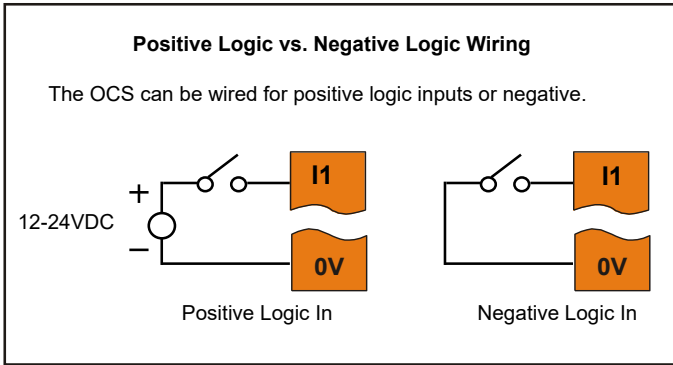 Positive Logic vs. Negative Logic Wiring
The OCS can be wired for positive logic inputs or negative.
I1
I1
+
12-24VDC
–
0V
0V
Positive Logic In
Negative Logic In